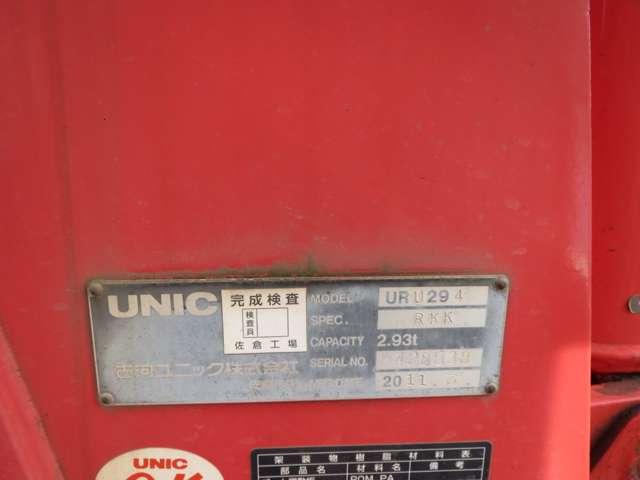 UNIC
完成検査
検査員
佐倉工場
MODEL URU294
SPEC. RKK
CAPACITY 2.93t
SERIAL NO.
古河ユニック株式会社
2011.
UNIC
架装物樹脂材料表
部品名 材料名 備考
POM, PA